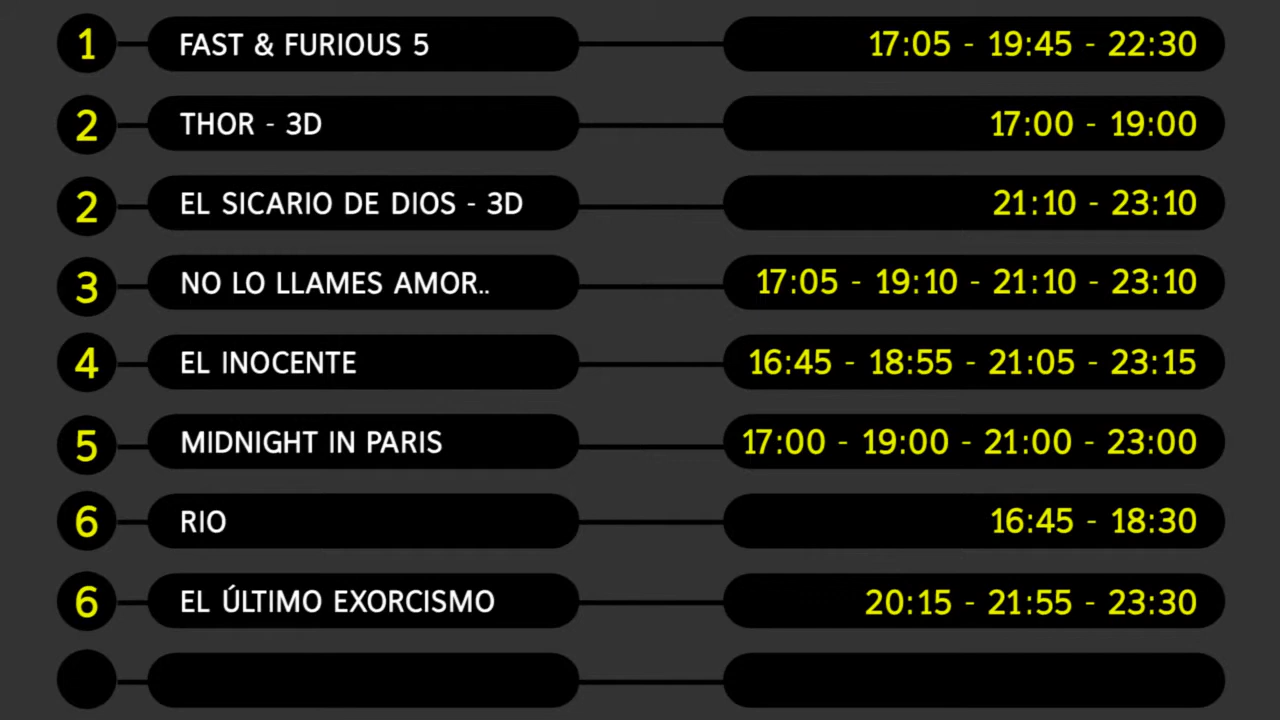 1 FAST & FURIOUS 5 17:05 - 19:45 - 22:30
2 THOR - 3D 17:00 - 19:00
2 EL SICARIO DE DIOS - 3D 21:10 - 23:10
3 NO LO LLAMES AMOR.. 17:05 - 19:10 - 21:10 - 23:10
4 EL INOCENTE 16:45 - 18:55 - 21:05 - 23:15
5 MIDNIGHT IN PARIS 17:00 - 19:00 - 21:00 - 23:00
6 RIO 16:45 - 18:30
6 EL ÚLTIMO EXORCISMO 20:15 - 21:55 - 23:30